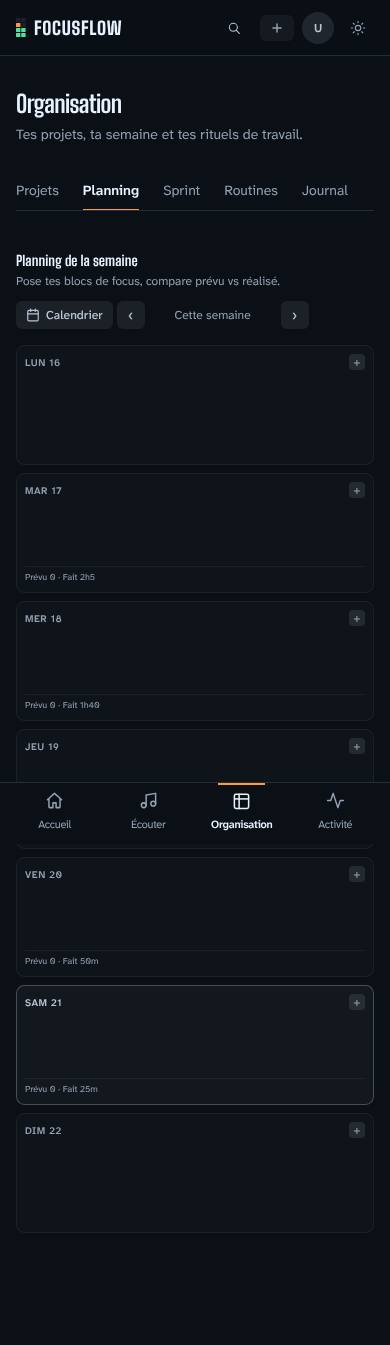 FOCUSFLOW
U
Organisation
Tes projets, ta semaine et tes rituels de travail.
Projets Planning Sprint Routines Journal
Planning de la semaine
Pose tes blocs de focus, compare prévu vs réalisé.
Calendrier ‹ Cette semaine ›
LUN 16 +
MAR 17 +
Prévu 0 · Fait 2h5
MER 18 +
Prévu 0 · Fait 1h40
JEU 19 +
Accueil Écouter Organisation Activité
VEN 20 +
Prévu 0 · Fait 50m
SAM 21 +
Prévu 0 · Fait 25m
DIM 22 +